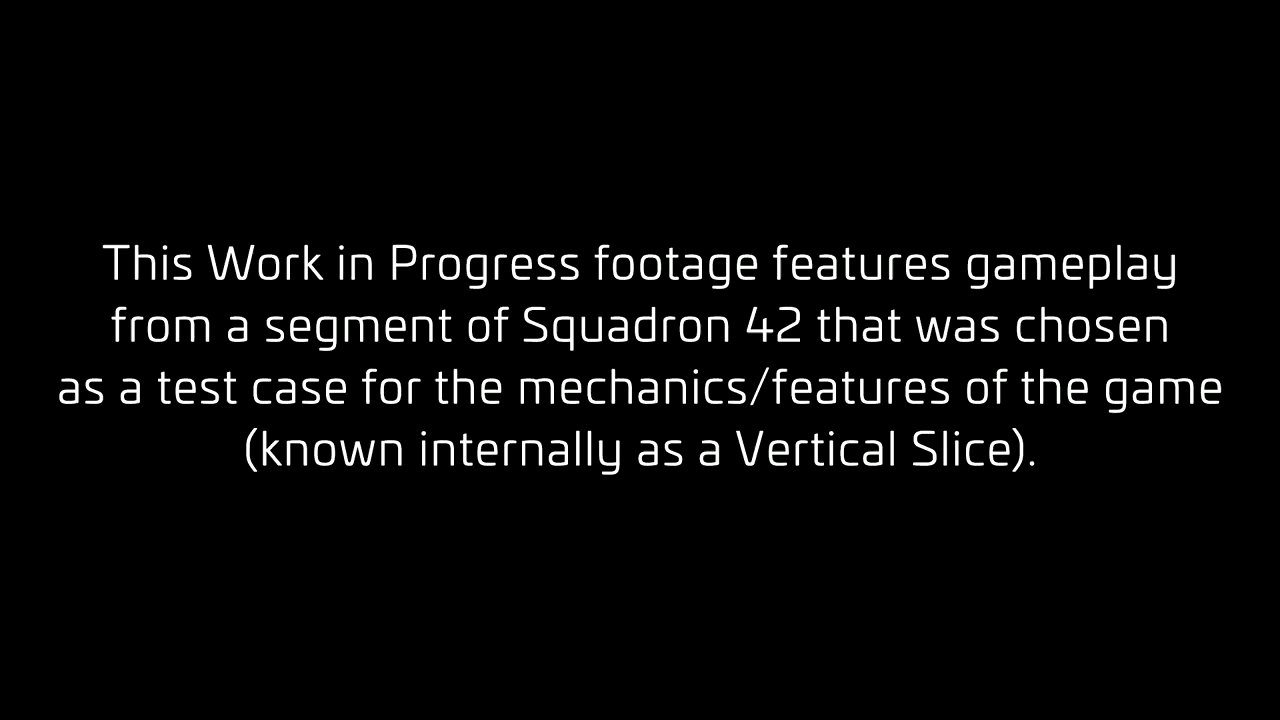 This Work in Progress footage features gameplay
from a segment of Squadron 42 that was chosen
as a test case for the mechanics/features of the game
(known internally as a Vertical Slice).